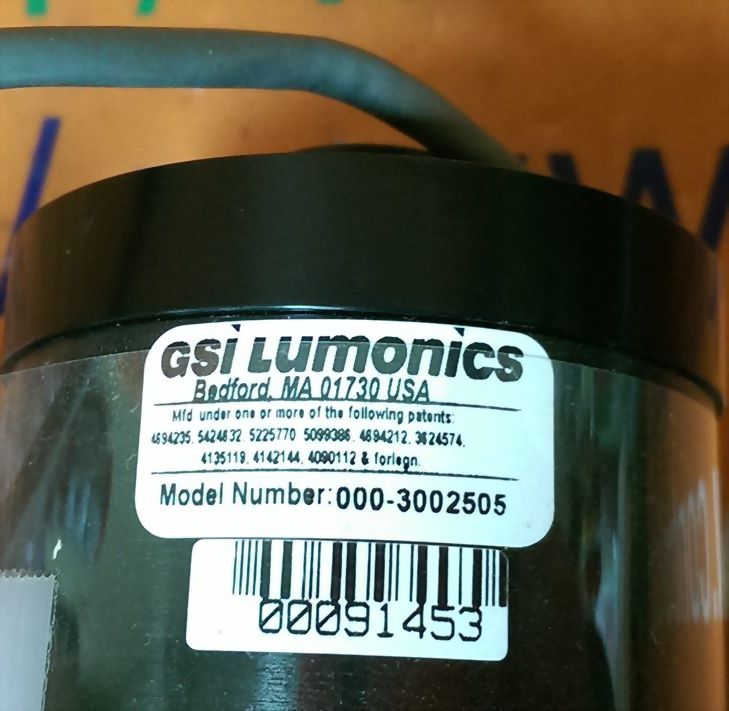 GSI LUMONICS
Bedford, MA 01730 USA
Mfd under one or more of the following patents:
4694235, 5424632, 5225770 5099386, 4694212, 3624574,
4135119, 4142144, 4090112 & foriegn.
Model Number: 000-3002505
00091453